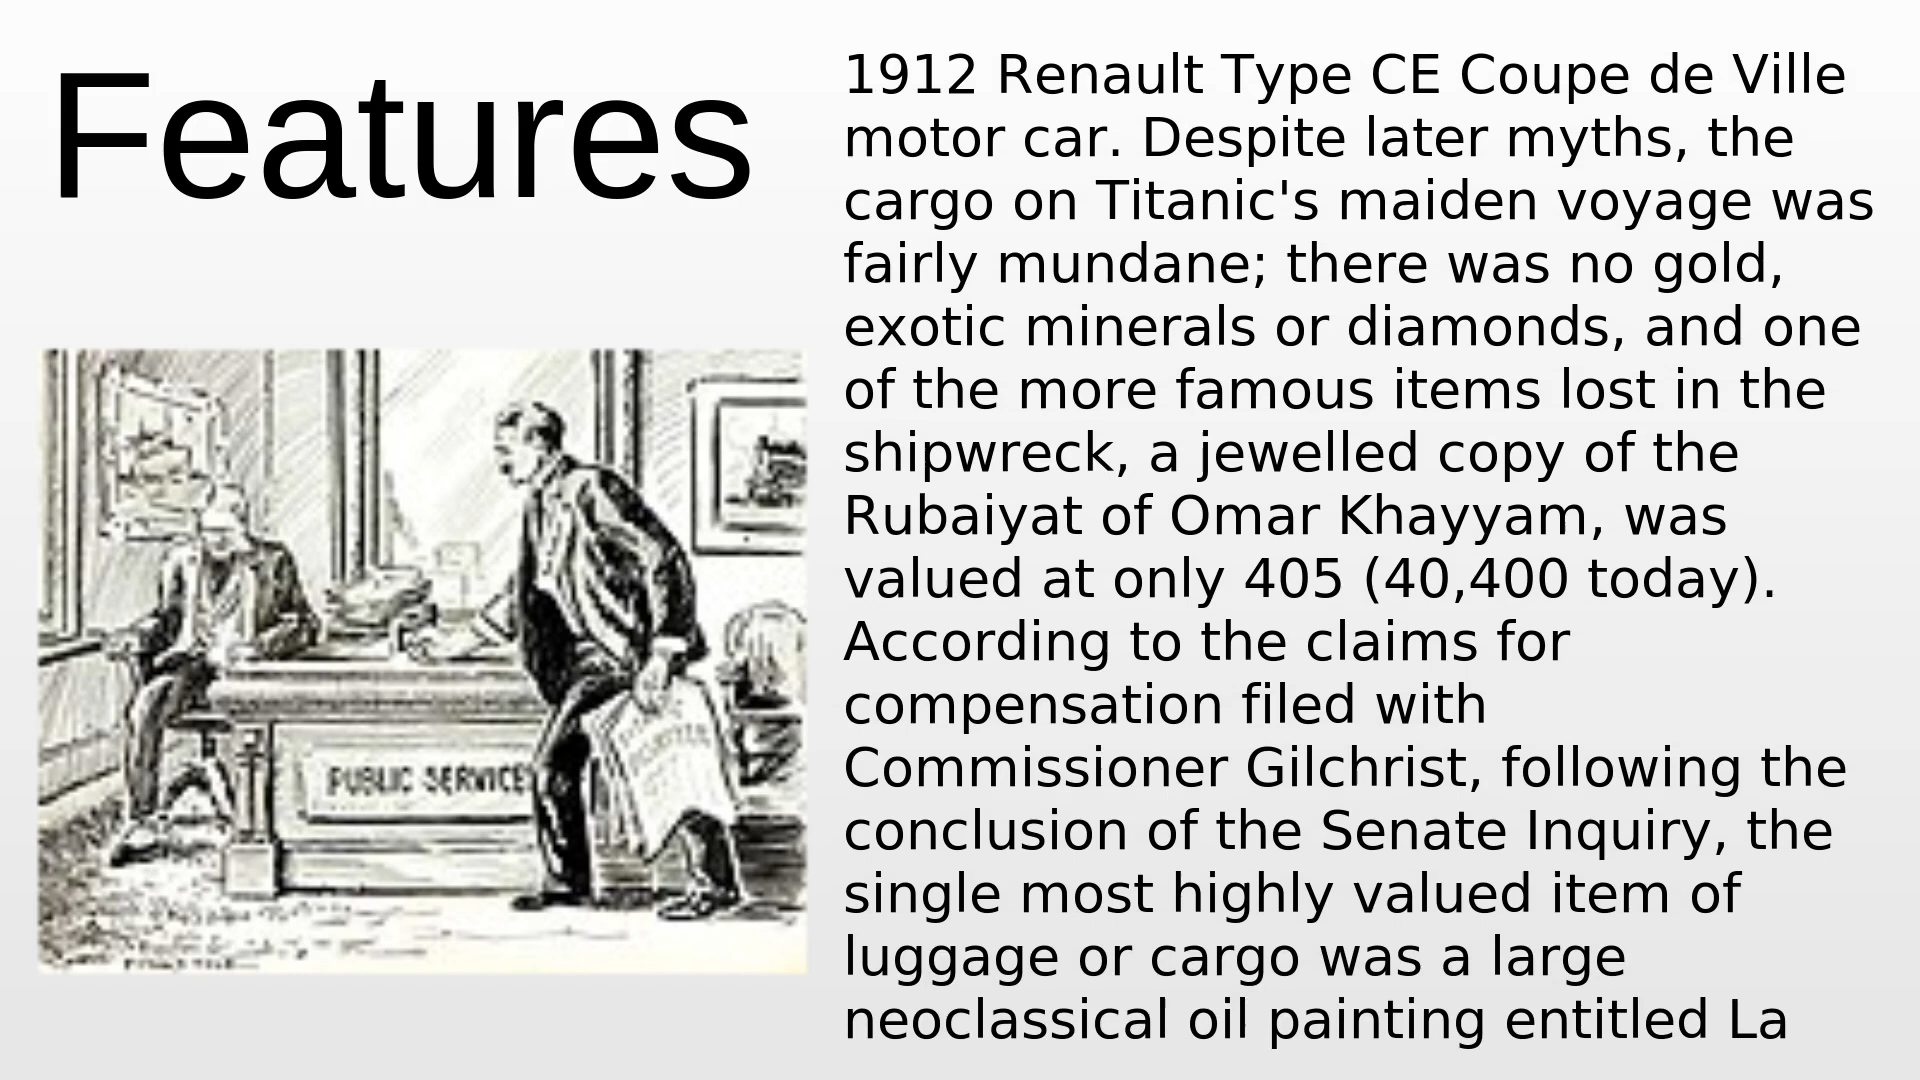 Features
1912 Renault Type CE Coupe de Ville
motor car. Despite later myths, the
cargo on Titanic's maiden voyage was
fairly mundane; there was no gold,
exotic minerals or diamonds, and one
of the more famous items lost in the
shipwreck, a jewelled copy of the
Rubaiyat of Omar Khayyam, was
valued at only 405 (40,400 today).
According to the claims for
compensation filed with
Commissioner Gilchrist, following the
conclusion of the Senate Inquiry, the
single most highly valued item of
luggage or cargo was a large
neoclassical oil painting entitled La
PUBLIC SERVICE